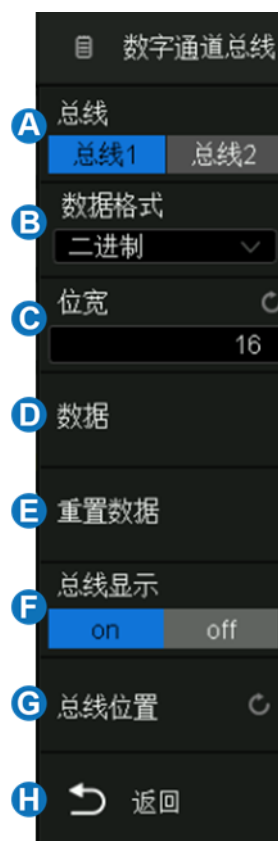 数字通道总线
A
总线
总线1 总线2
B
数据格式
二进制
C
位宽
16
D 数据
E 重置数据
F
总线显示
on off
G 总线位置
H 返回